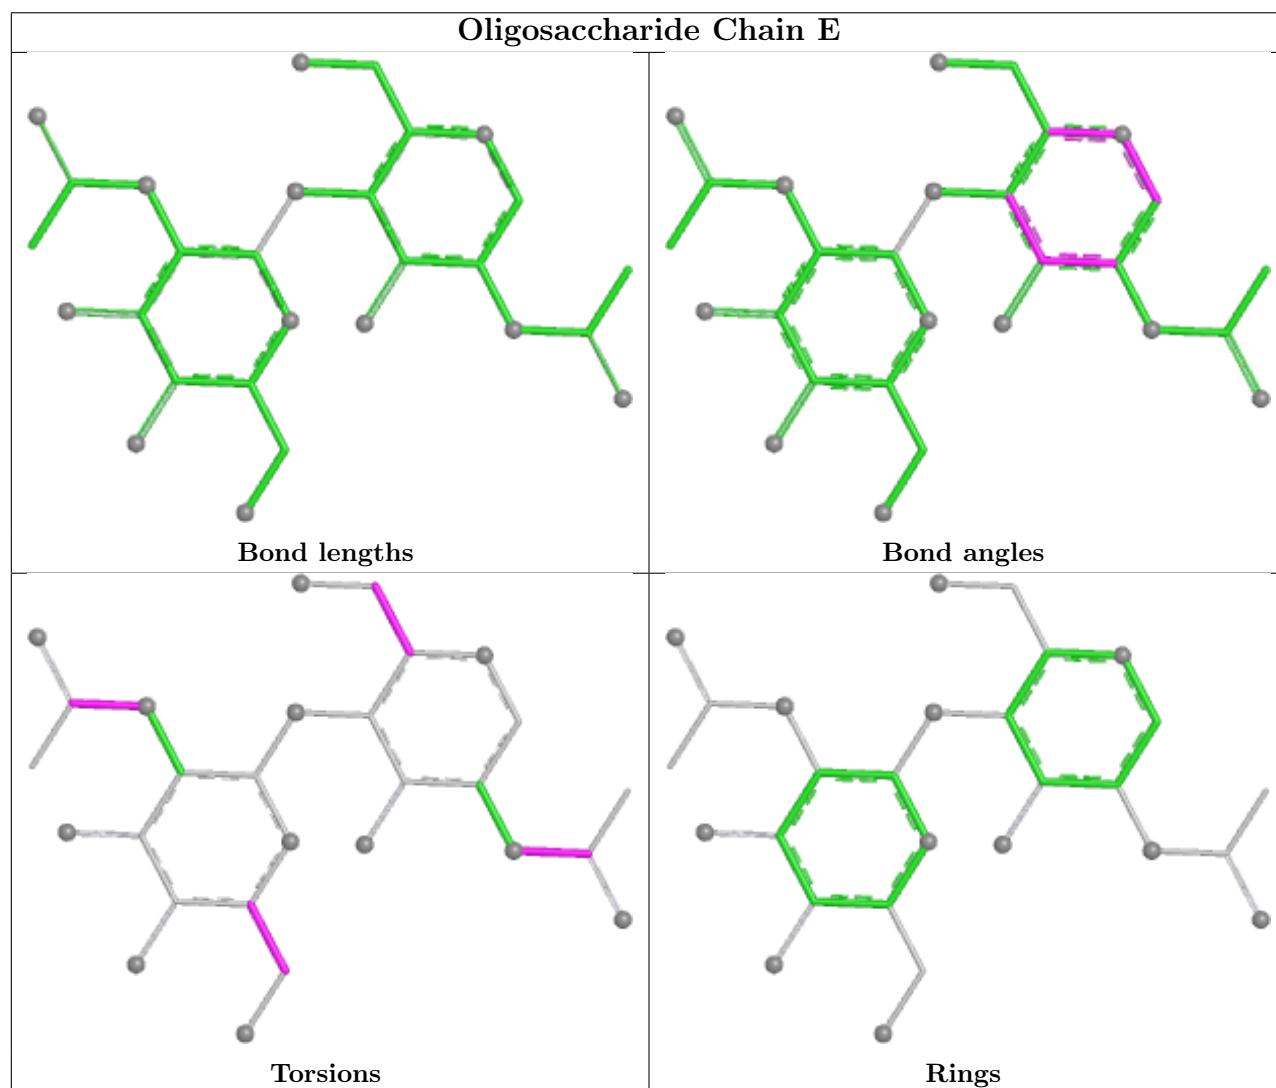 Oligosaccharide Chain E
Bond lengths
Bond angles
Torsions
Rings